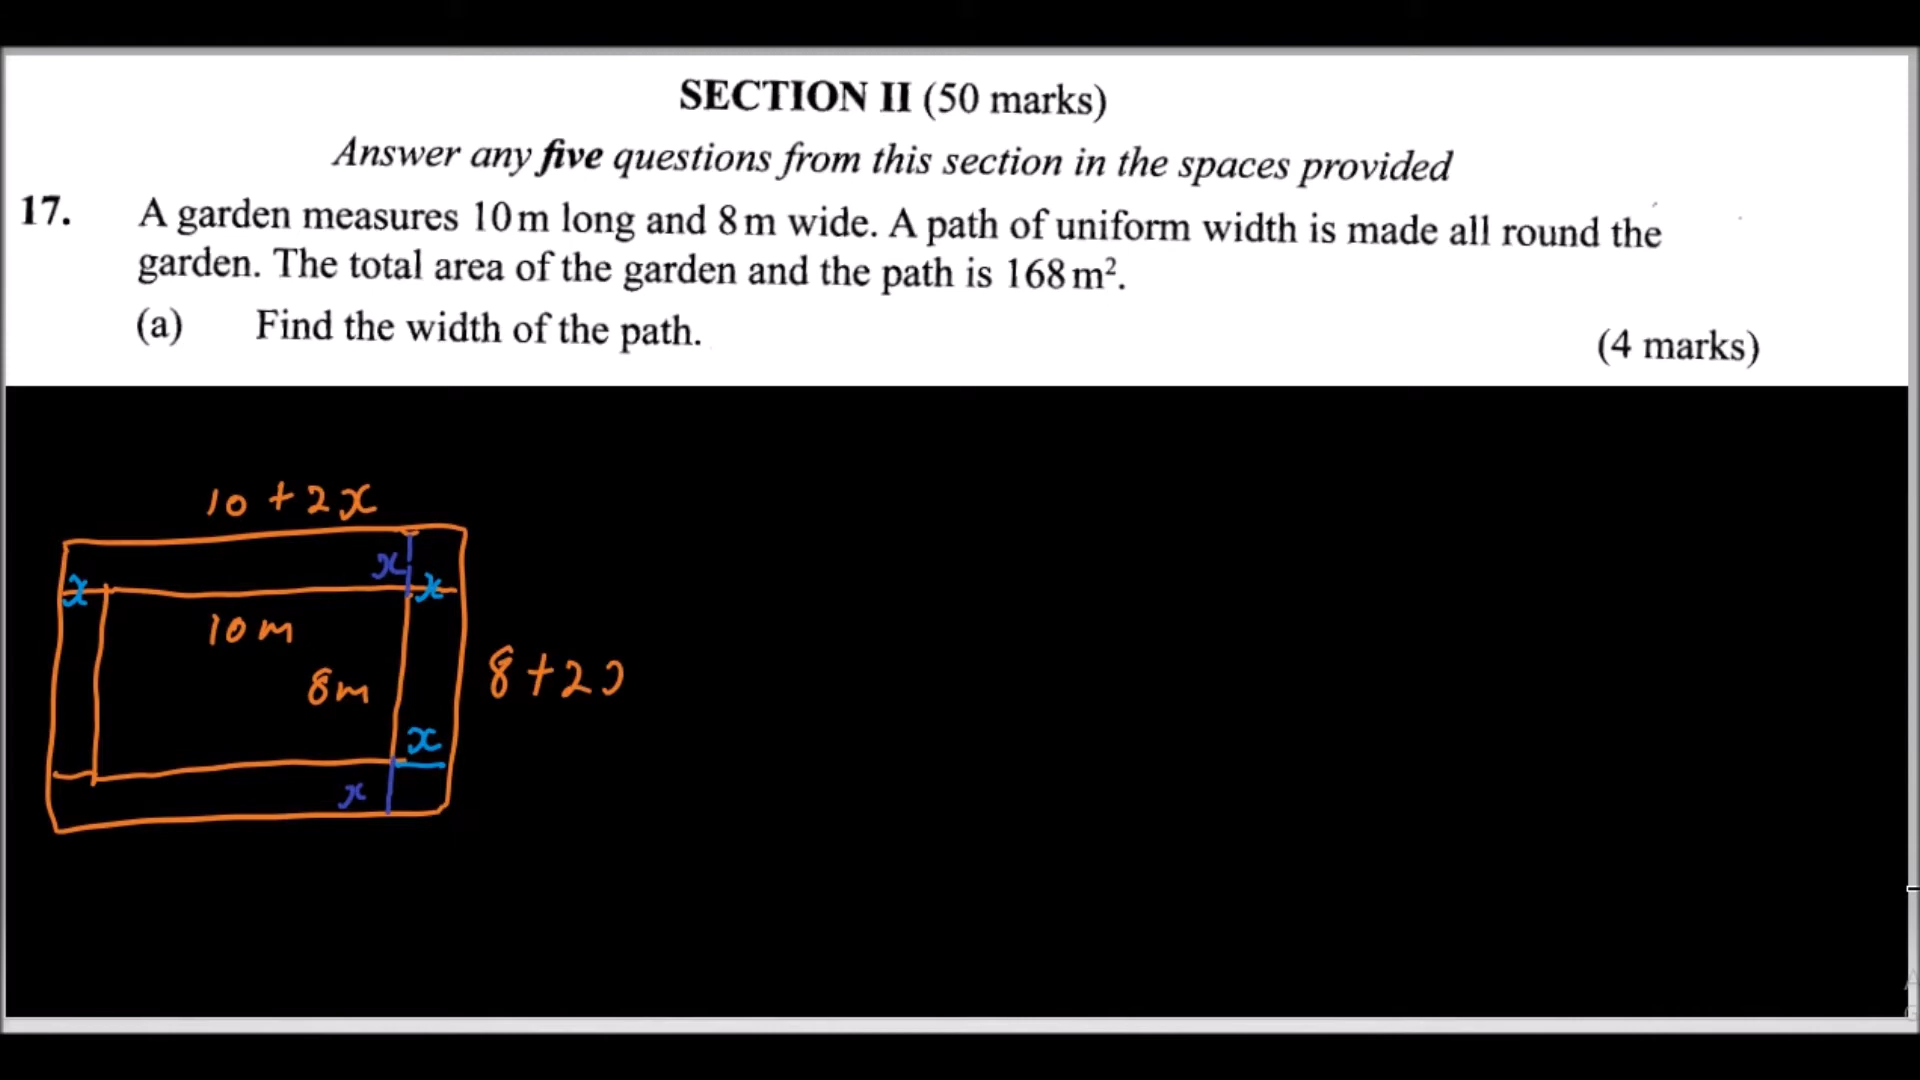 SECTION II (50 marks)
Answer any five questions from this section in the spaces provided
17. A garden measures 10 m long and 8 m wide. A path of uniform width is made all round the
garden. The total area of the garden and the path is 168 m².
(a) Find the width of the path.
(4 marks)
10 + 2x
x
x x
10 m
8m
8 + 2
x
x